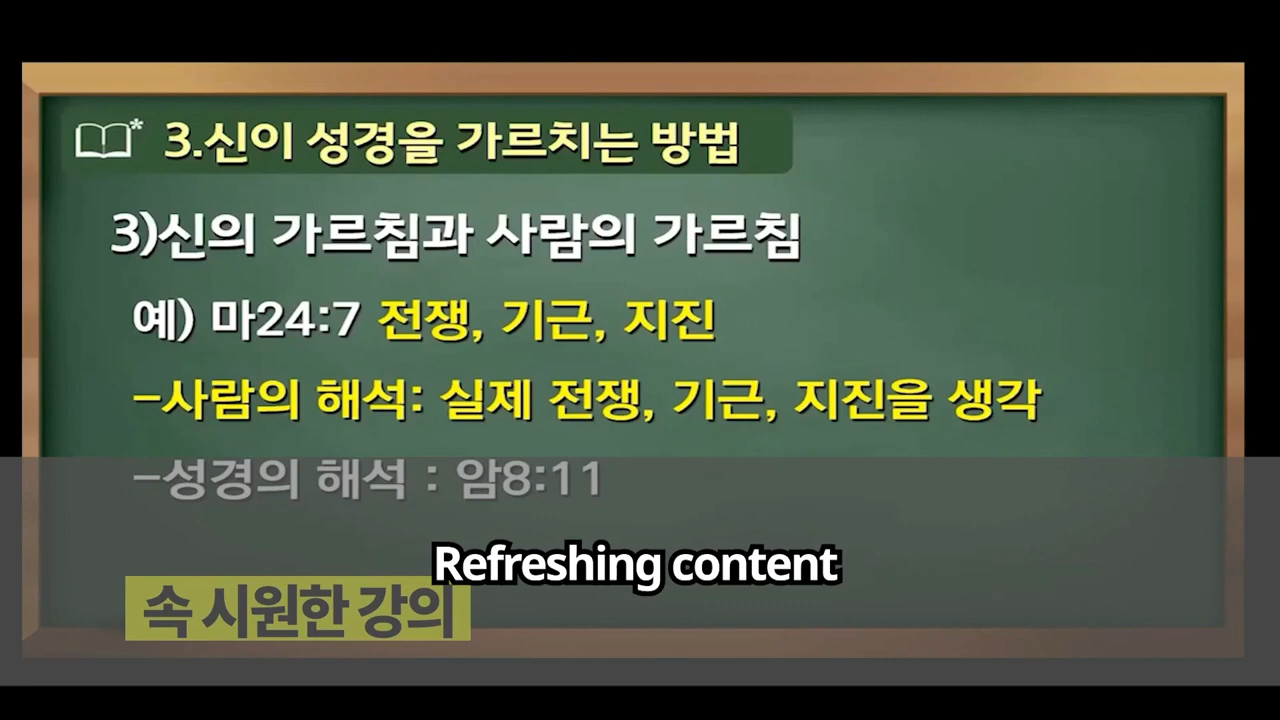 3.신이 성경을 가르치는 방법
3)신의 가르침과 사람의 가르침
예) 마24:7 전쟁, 기근, 지진
-사람의 해석: 실제 전쟁, 기근, 지진을 생각
-성경의 해석 : 암8:11
Refreshing content
속 시원한 강의